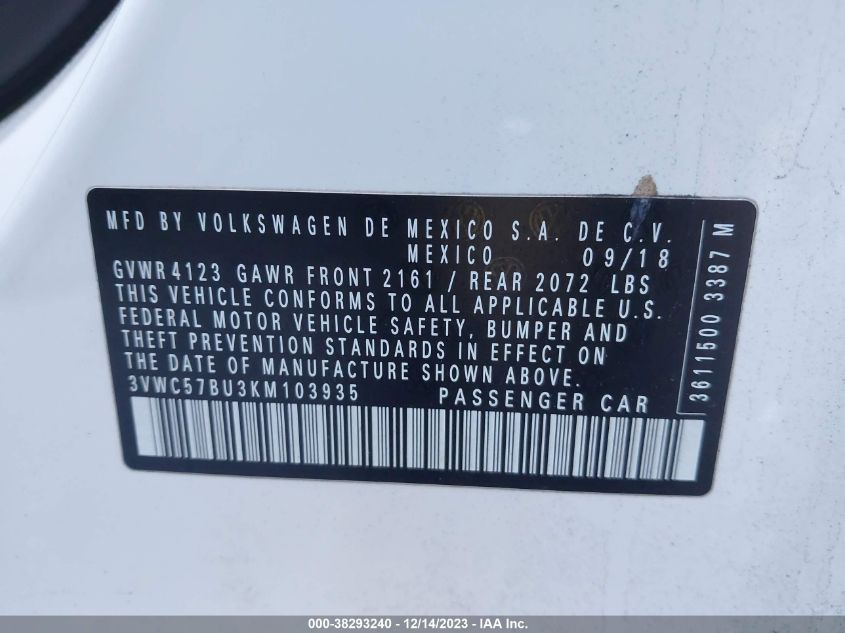 MFD BY VOLKSWAGEN DE MEXICO S.A. DE C.V.
MEXICO 09/18
GVWR 4123 GAWR FRONT 2161 / REAR 2072 LBS
THIS VEHICLE CONFORMS TO ALL APPLICABLE U.S.
FEDERAL MOTOR VEHICLE SAFETY, BUMPER AND
THEFT PREVENTION STANDARDS IN EFFECT ON
THE DATE OF MANUFACTURE SHOWN ABOVE.
3VWC57BU3KM103935 PASSENGER CAR
3611500 3387 M
000-38293240 - 12/14/2023 - IAA Inc.